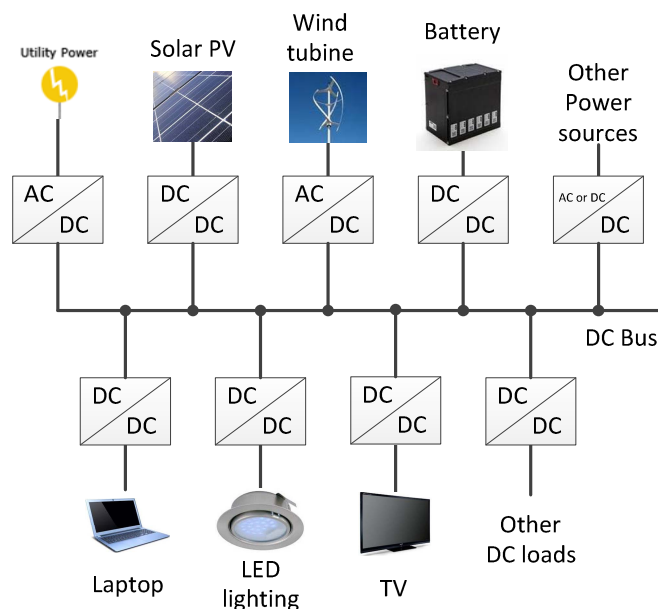 Utility Power
Solar PV
Wind
tubine
Battery
Other
Power
sources
AC
DC
DC
DC
AC
DC
DC
DC
AC or DC
DC
DC Bus
DC
DC
DC
DC
DC
DC
DC
DC
Laptop
LED
lighting
TV
Other
DC loads